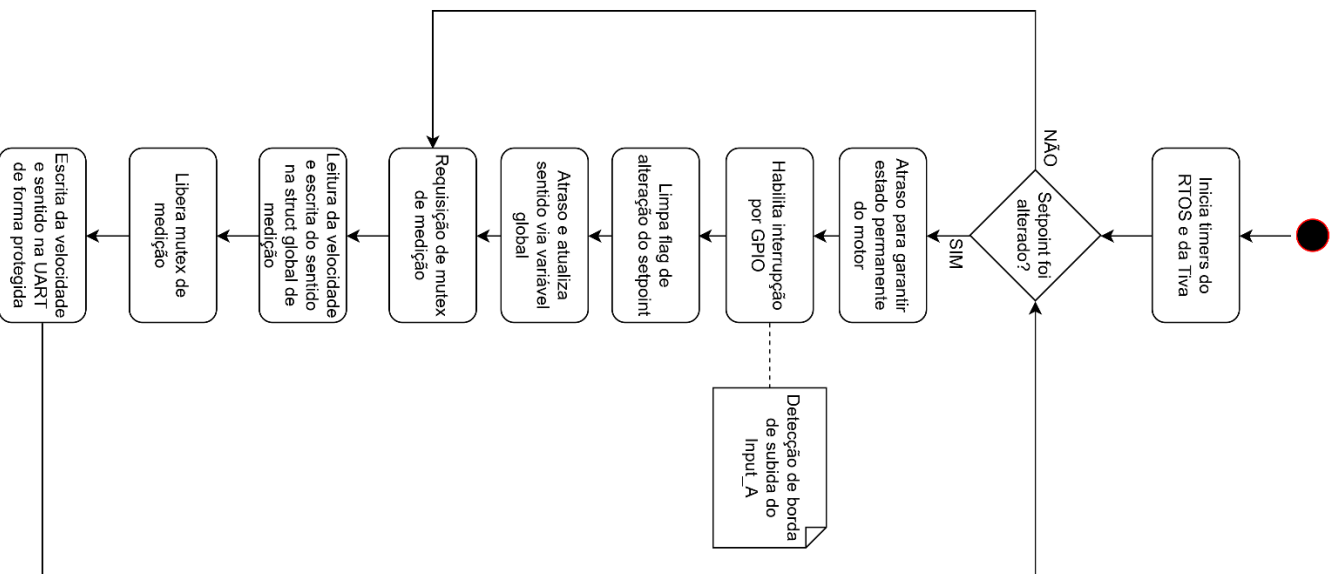 Inicia timers do
RTOS e da Tiva
Setpoint foi
alterado?
NÃO
SIM
Atraso para garantir
estado permanente
do motor
Habilita interrupção
por GPIO
Detecção de borda
de subida do
Input_A
Limpa flag de
alteração do setpoint
Atraso e atualiza
sentido via variável
global
Requisição de mutex
de medição
Leitura da velocidade
e escrita do sentido
na struct global de
medição
Libera mutex de
medição
Escrita da velocidade
e sentido na UART
de forma protegida